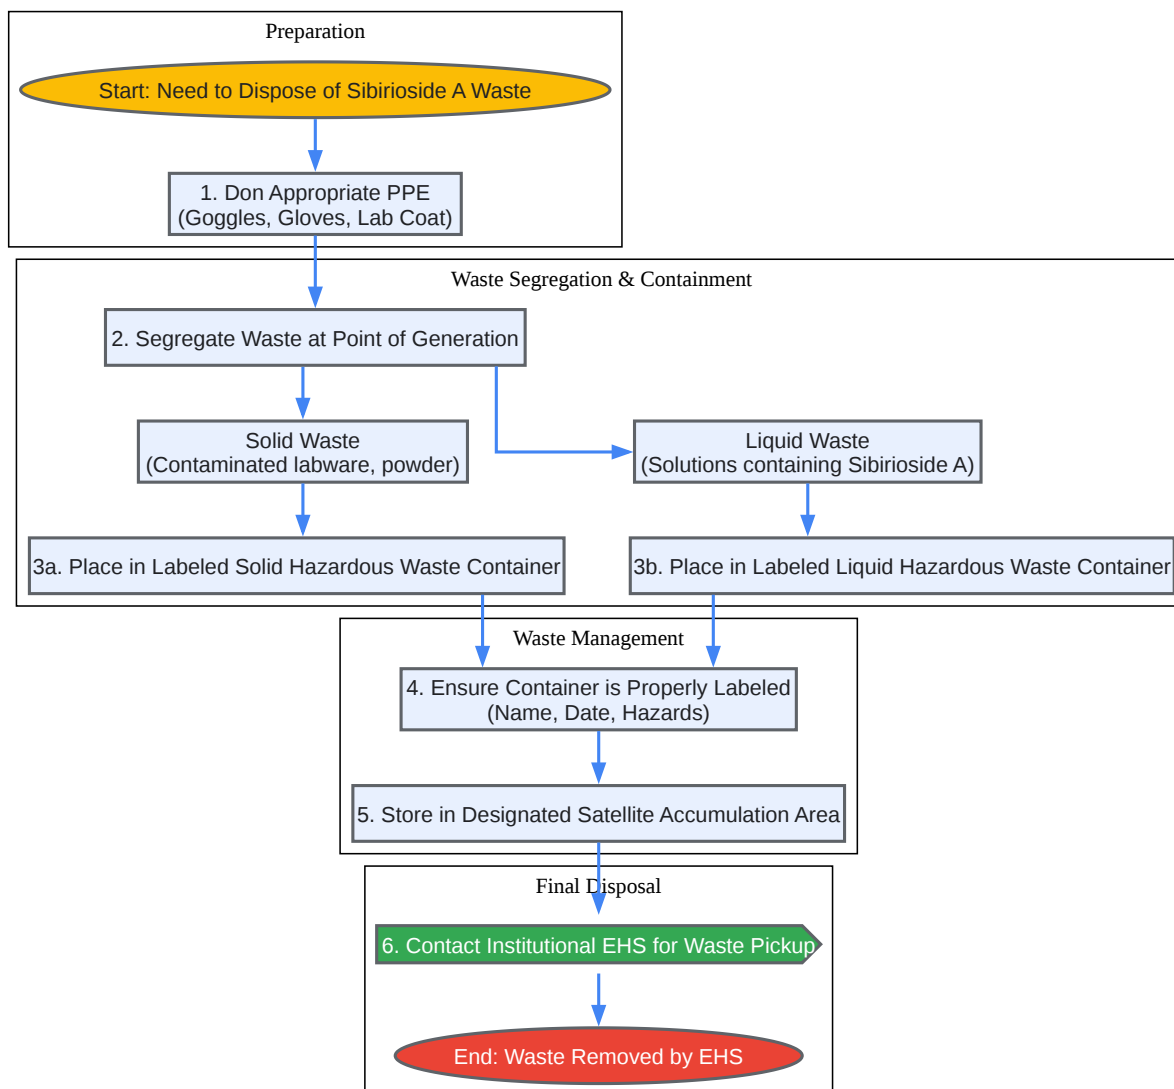 Preparation
Start: Need to Dispose of Sibirioside A Waste
1. Don Appropriate PPE
(Goggles, Gloves, Lab Coat)
Waste Segregation & Containment
2. Segregate Waste at Point of Generation
Solid Waste
(Contaminated labware, powder)
Liquid Waste
(Solutions containing Sibirioside A)
3a. Place in Labeled Solid Hazardous Waste Container
3b. Place in Labeled Liquid Hazardous Waste Container
Waste Management
4. Ensure Container is Properly Labeled
(Name, Date, Hazards)
5. Store in Designated Satellite Accumulation Area
Final Disposal
6. Contact Institutional EHS for Waste Pickup
End: Waste Removed by EHS